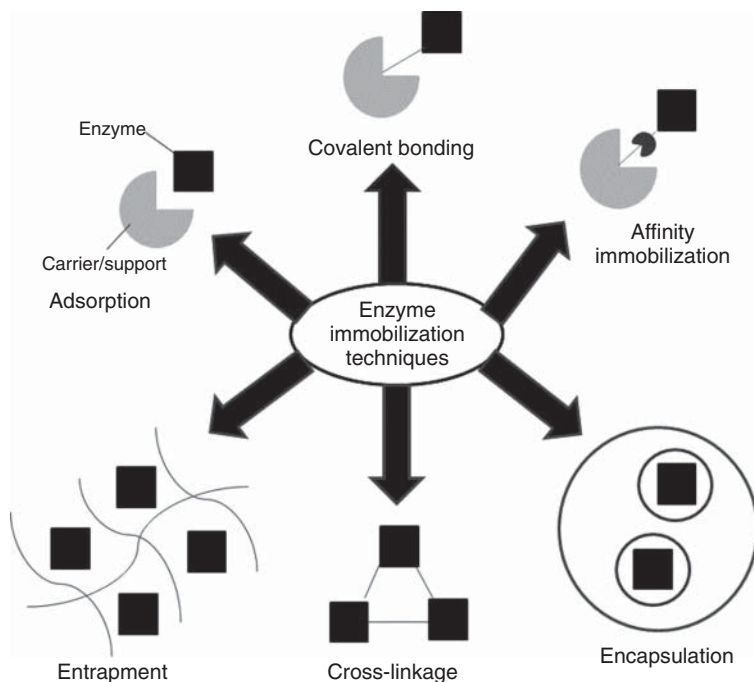 Covalent bonding
Enzyme
Carrier/support
Adsorption
Affinity
immobilization
Enzyme
immobilization
techniques
Entrapment
Cross-linkage
Encapsulation